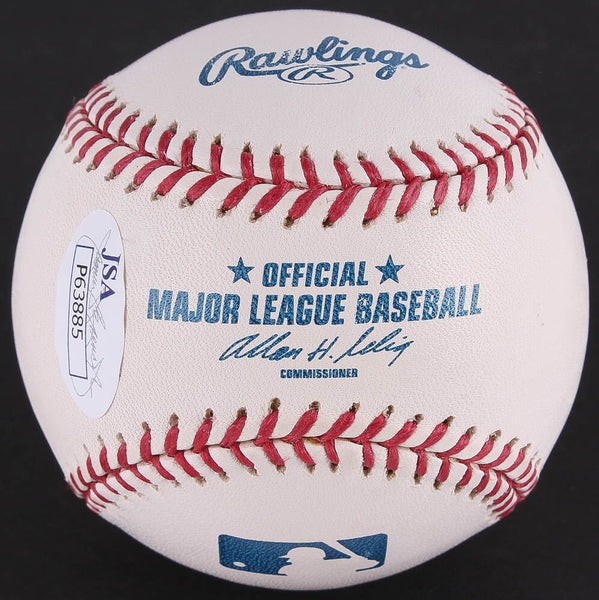 Rawlings
R
OFFICIAL
MAJOR LEAGUE BASEBALL
Allan H. Selig
COMMISSIONER
JSA
P63885